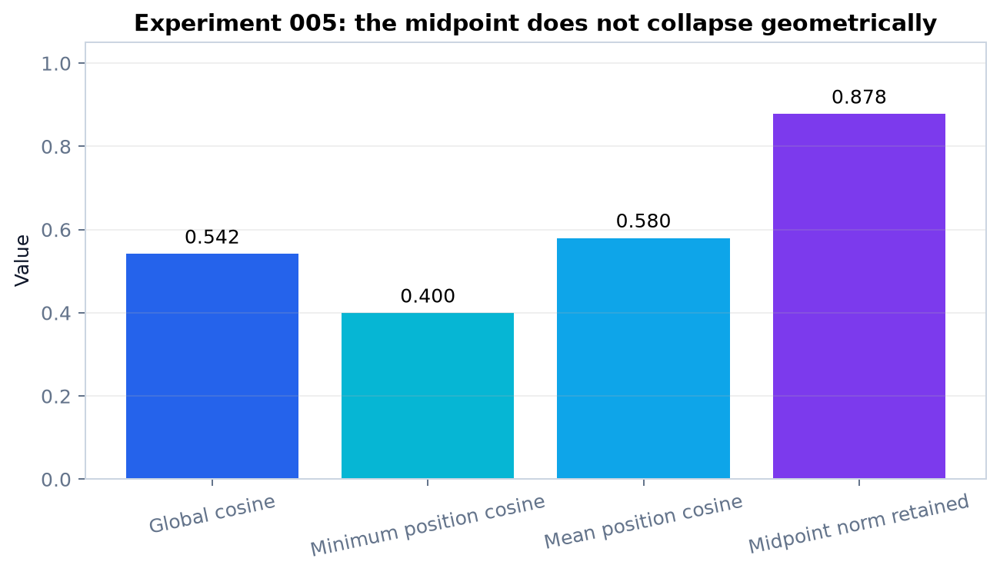 Experiment 005: the midpoint does not collapse geometrically
Value
1.0
0.8
0.6
0.4
0.2
0.0
0.542
0.400
0.580
0.878
Global cosine
Minimum position cosine
Mean position cosine
Midpoint norm retained